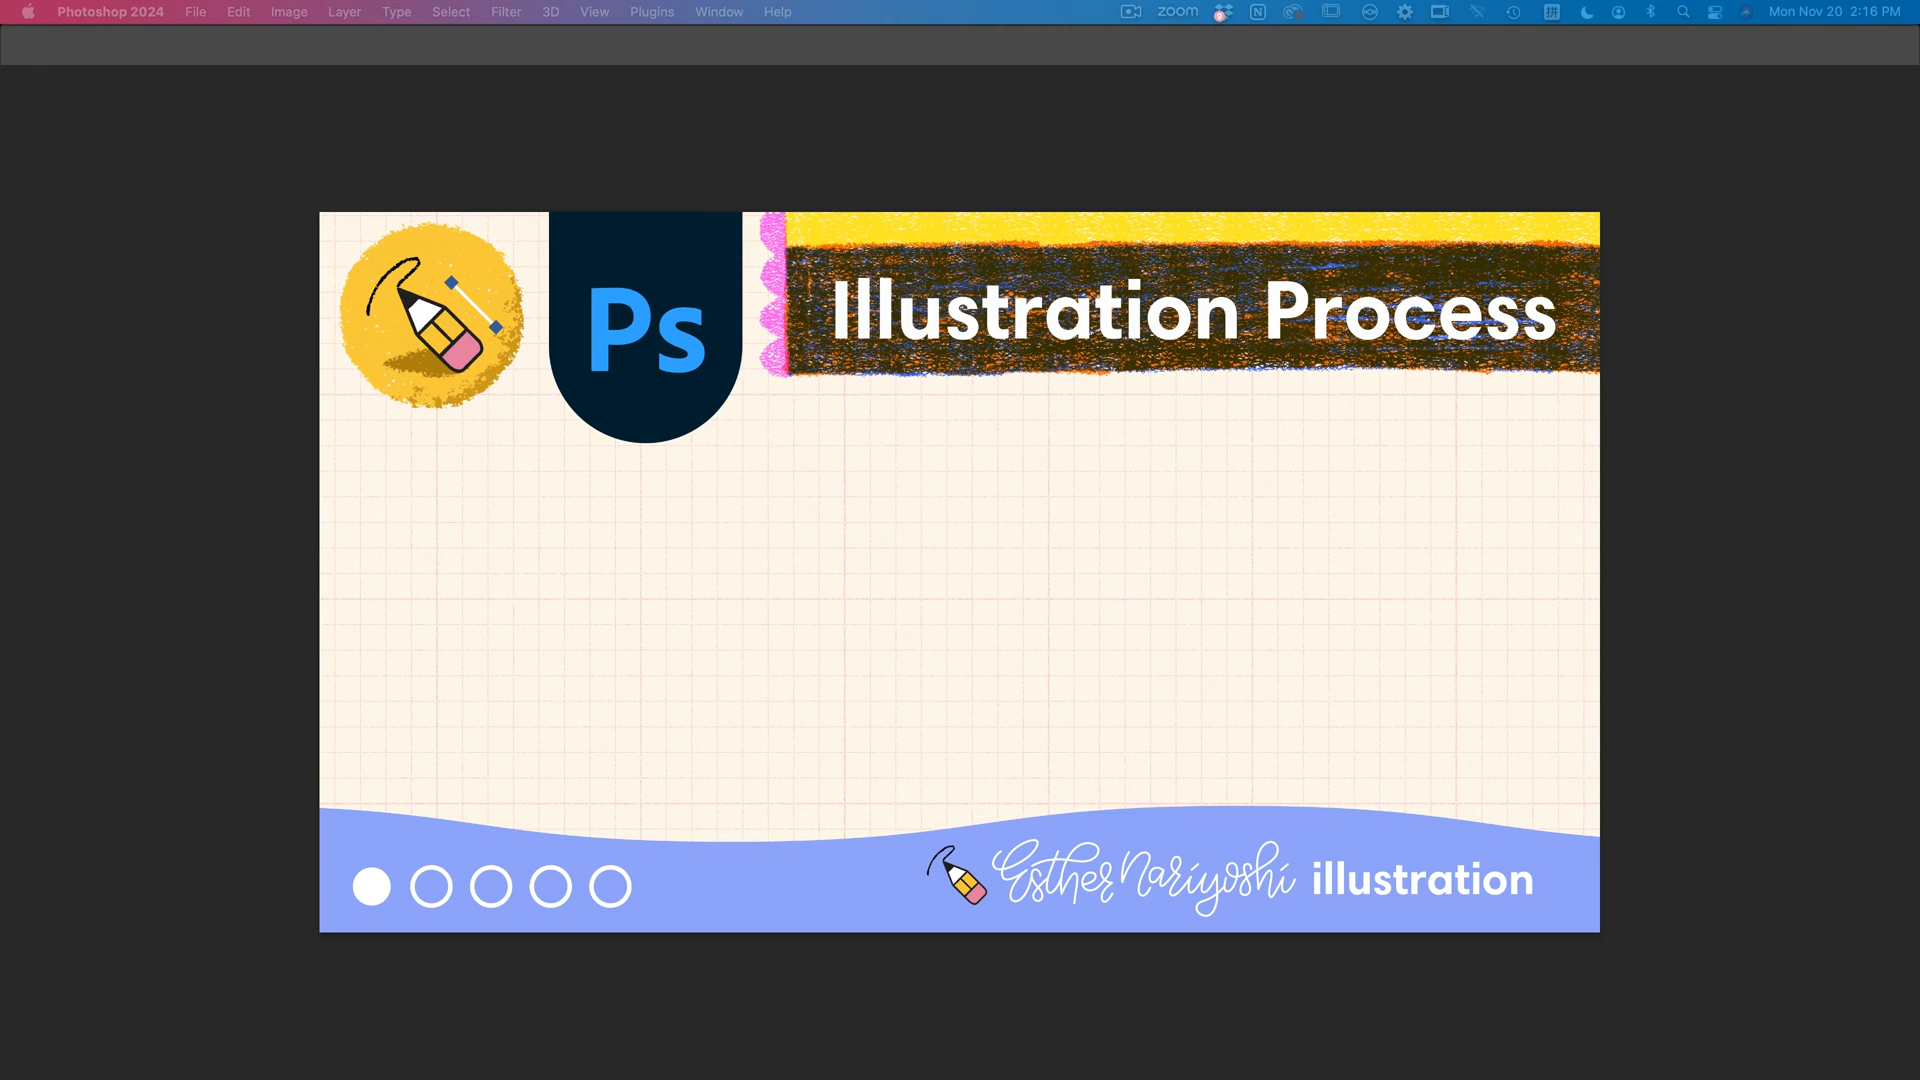 Photoshop 2024 File Edit Image Layer Type Select Filter 3D View Plugins Window Help zoom 9 N Mon Nov 20 2:16 PM
Ps
Illustration Process
Esther Nariyoshi illustration